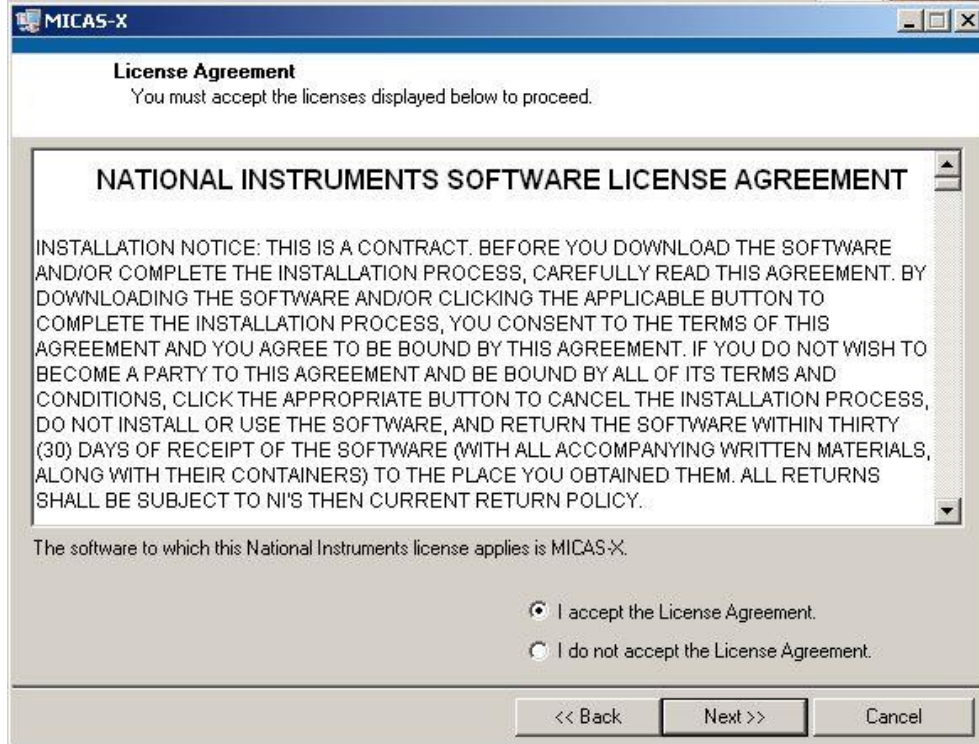 MICAS-X
License Agreement
You must accept the licenses displayed below to proceed.
NATIONAL INSTRUMENTS SOFTWARE LICENSE AGREEMENT
INSTALLATION NOTICE: THIS IS A CONTRACT. BEFORE YOU DOWNLOAD THE SOFTWARE
AND/OR COMPLETE THE INSTALLATION PROCESS, CAREFULLY READ THIS AGREEMENT. BY
DOWNLOADING THE SOFTWARE AND/OR CLICKING THE APPLICABLE BUTTON TO
COMPLETE THE INSTALLATION PROCESS, YOU CONSENT TO THE TERMS OF THIS
AGREEMENT AND YOU AGREE TO BE BOUND BY THIS AGREEMENT. IF YOU DO NOT WISH TO
BECOME A PARTY TO THIS AGREEMENT AND BE BOUND BY ALL OF ITS TERMS AND
CONDITIONS, CLICK THE APPROPRIATE BUTTON TO CANCEL THE INSTALLATION PROCESS,
DO NOT INSTALL OR USE THE SOFTWARE, AND RETURN THE SOFTWARE WITHIN THIRTY
(30) DAYS OF RECEIPT OF THE SOFTWARE (WITH ALL ACCOMPANYING WRITTEN MATERIALS,
ALONG WITH THEIR CONTAINERS) TO THE PLACE YOU OBTAINED THEM. ALL RETURNS
SHALL BE SUBJECT TO NI'S THEN CURRENT RETURN POLICY.
The software to which this National Instruments license applies is MICAS-X.
I accept the License Agreement.
I do not accept the License Agreement.
<< Back Next >> Cancel